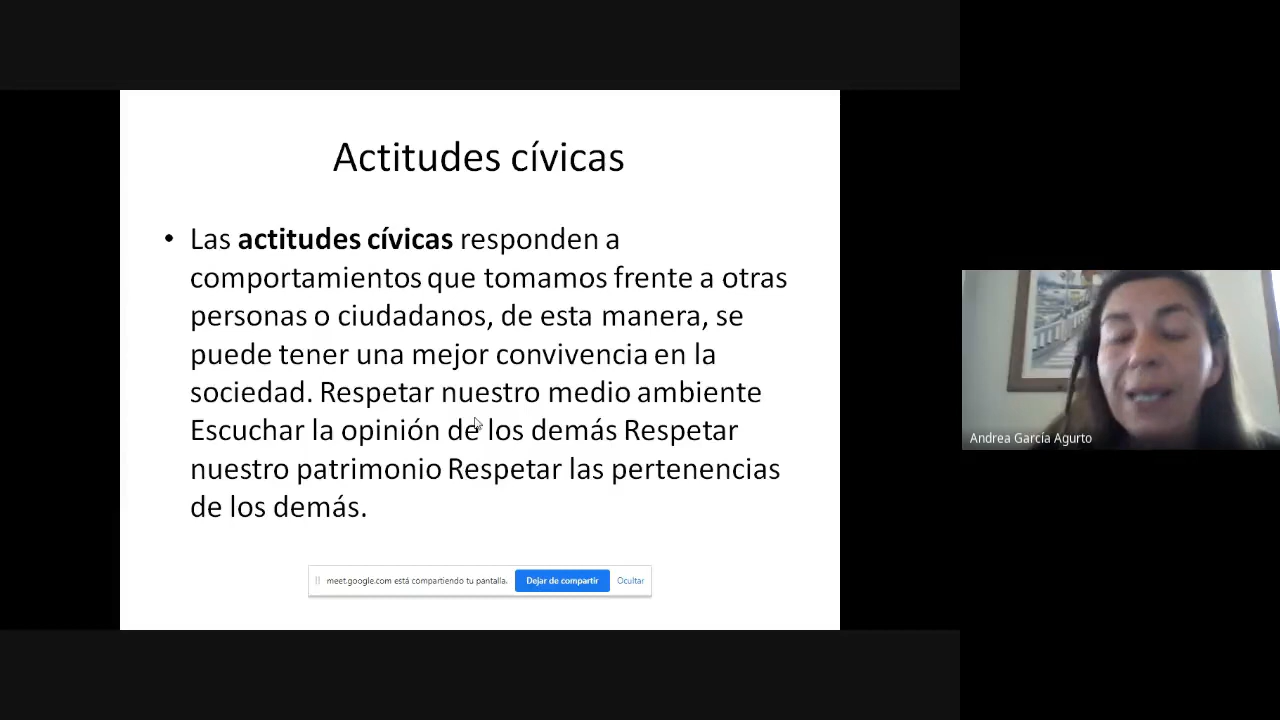 Actitudes cívicas
• Las actitudes cívicas responden a
comportamientos que tomamos frente a otras
personas o ciudadanos, de esta manera, se
puede tener una mejor convivencia en la
sociedad. Respetar nuestro medio ambiente
Escuchar la opinión de los demás Respetar
nuestro patrimonio Respetar las pertenencias
de los demás.
meet.google.com está compartiendo tu pantalla. Dejar de compartir Ocultar
Andrea García Agurto